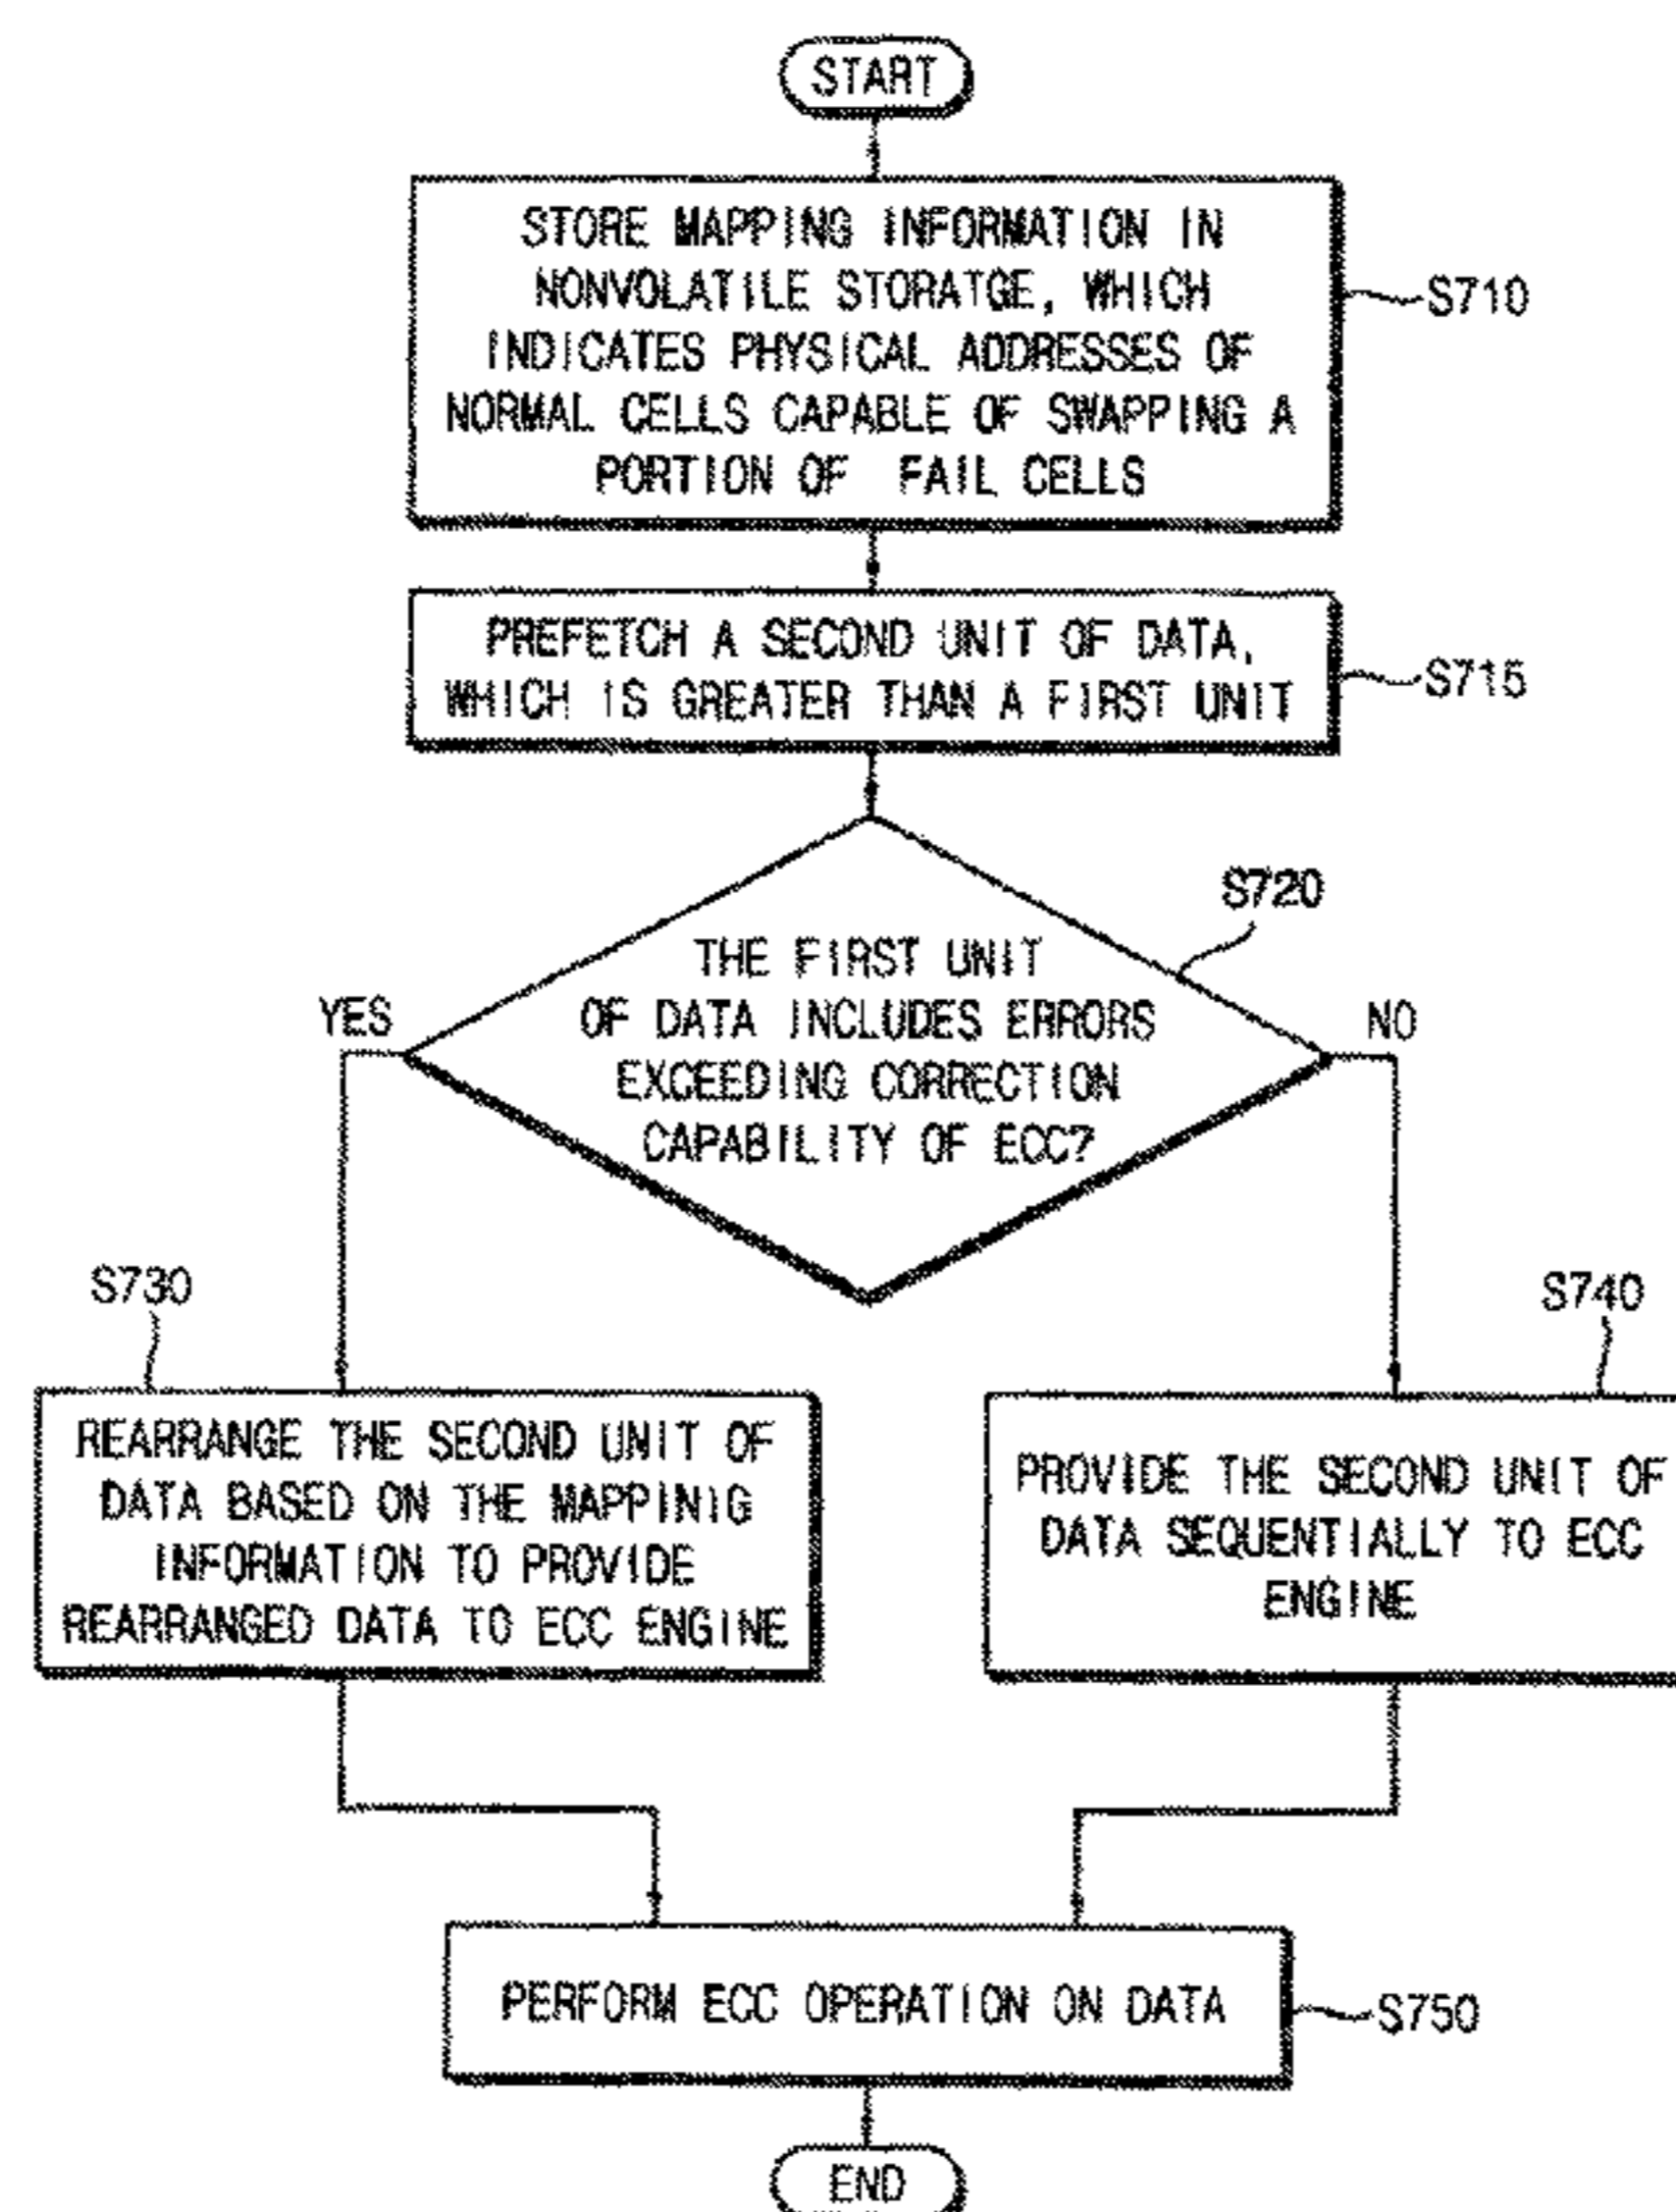 START
STORE MAPPING INFORMATION IN
NONVOLATILE STORATGE, WHICH
INDICATES PHYSICAL ADDRESSES OF
NORMAL CELLS CAPABLE OF SWAPPING A
PORTION OF FAIL CELLS
S710
PREFETCH A SECOND UNIT OF DATA,
WHICH IS GREATER THAN A FIRST UNIT
S715
S720
THE FIRST UNIT
OF DATA INCLUDES ERRORS
EXCEEDING CORRECTION
CAPABILITY OF ECC?
YES
NO
S730
REARRANGE THE SECOND UNIT OF
DATA BASED ON THE MAPPINIG
INFORMATION TO PROVIDE
REARRANGED DATA TO ECC ENGINE
S740
PROVIDE THE SECOND UNIT OF
DATA SEQUENTIALLY TO ECC
ENGINE
PERFORM ECC OPERATION ON DATA
S750
END